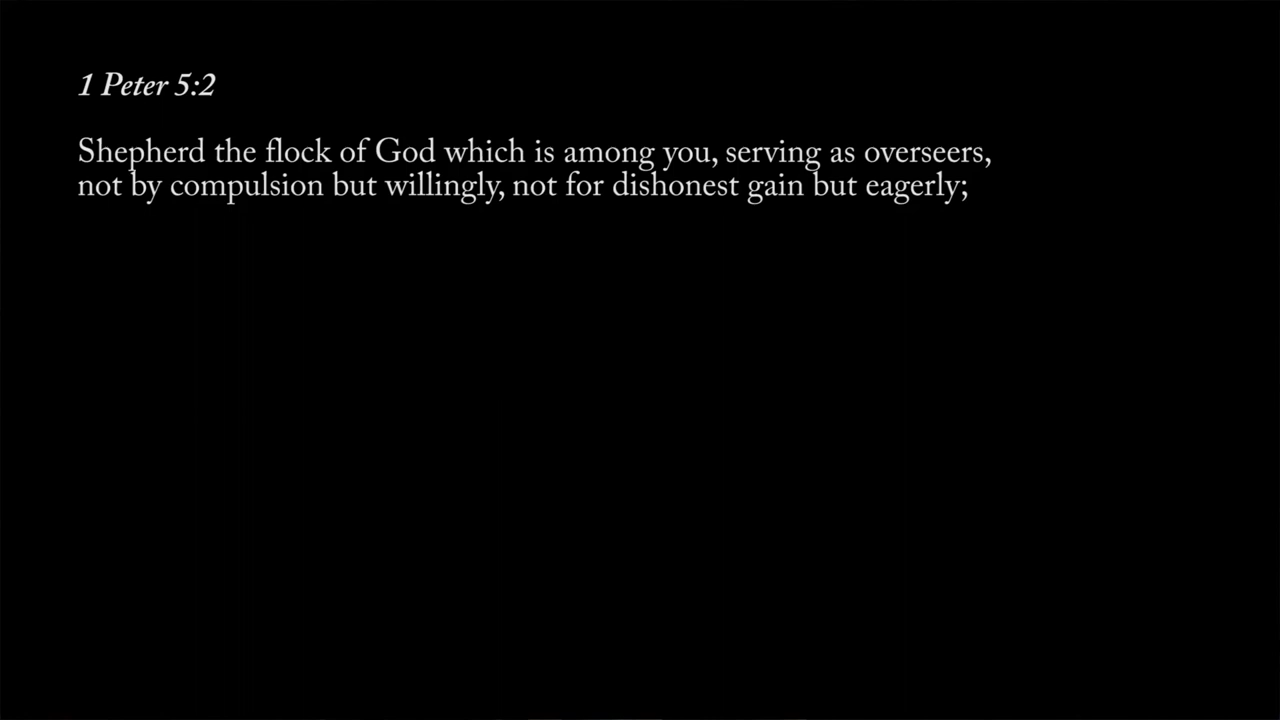 1 Peter 5:2
Shepherd the flock of God which is among you, serving as overseers,
not by compulsion but willingly, not for dishonest gain but eagerly;